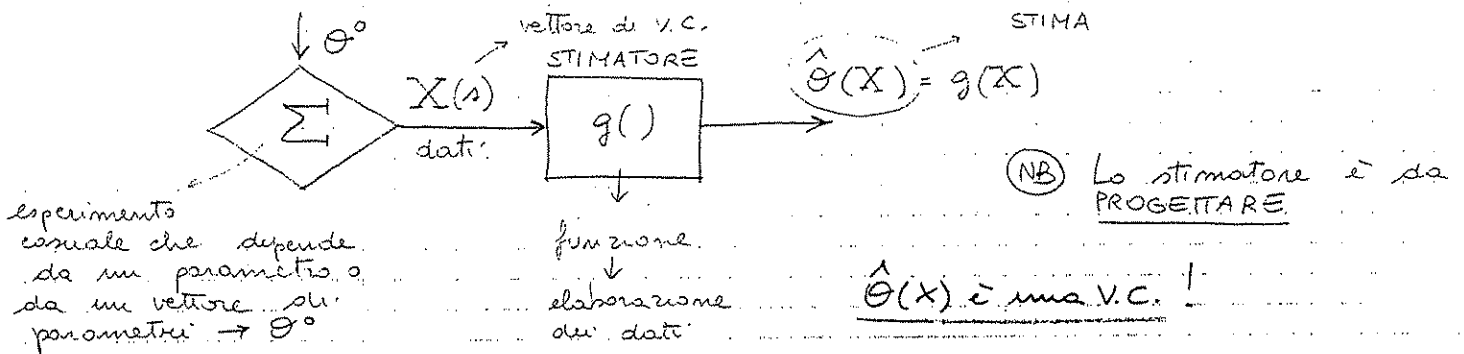 θ°
vettore di V.C.
STIMA
STIMATORE
X(s)
dati
Σ
g()
θ̂(X) = g(X)
NB Lo stimatore è da
PROGETTARE
esperimento
casuale che dipende
da un parametro o
da un vettore di
parametri → θ°
funzione
elaborazione
dei dati
θ̂(X) è una V.C. !